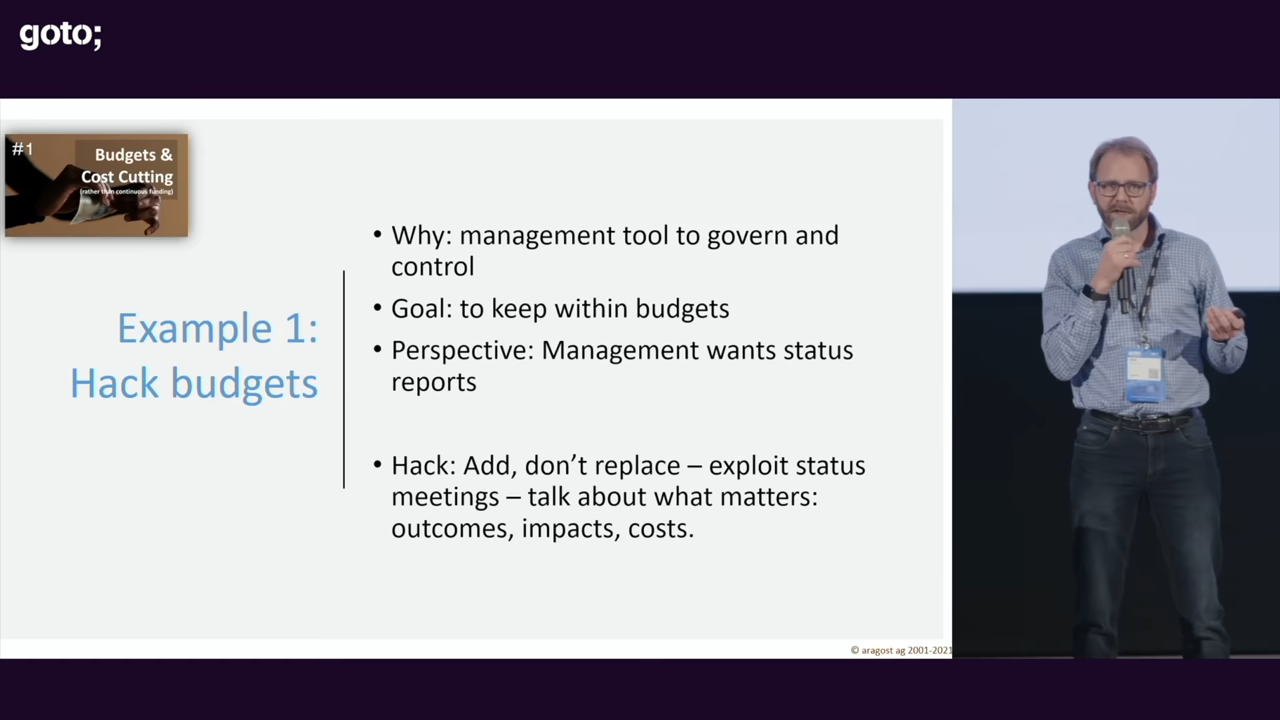 goto;
#1
Budgets &
Cost Cutting
(rather than continuous funding)
Example 1:
Hack budgets
• Why: management tool to govern and
control
• Goal: to keep within budgets
• Perspective: Management wants status
reports
• Hack: Add, don’t replace – exploit status
meetings – talk about what matters:
outcomes, impacts, costs.
© aragost ag 2001-2021